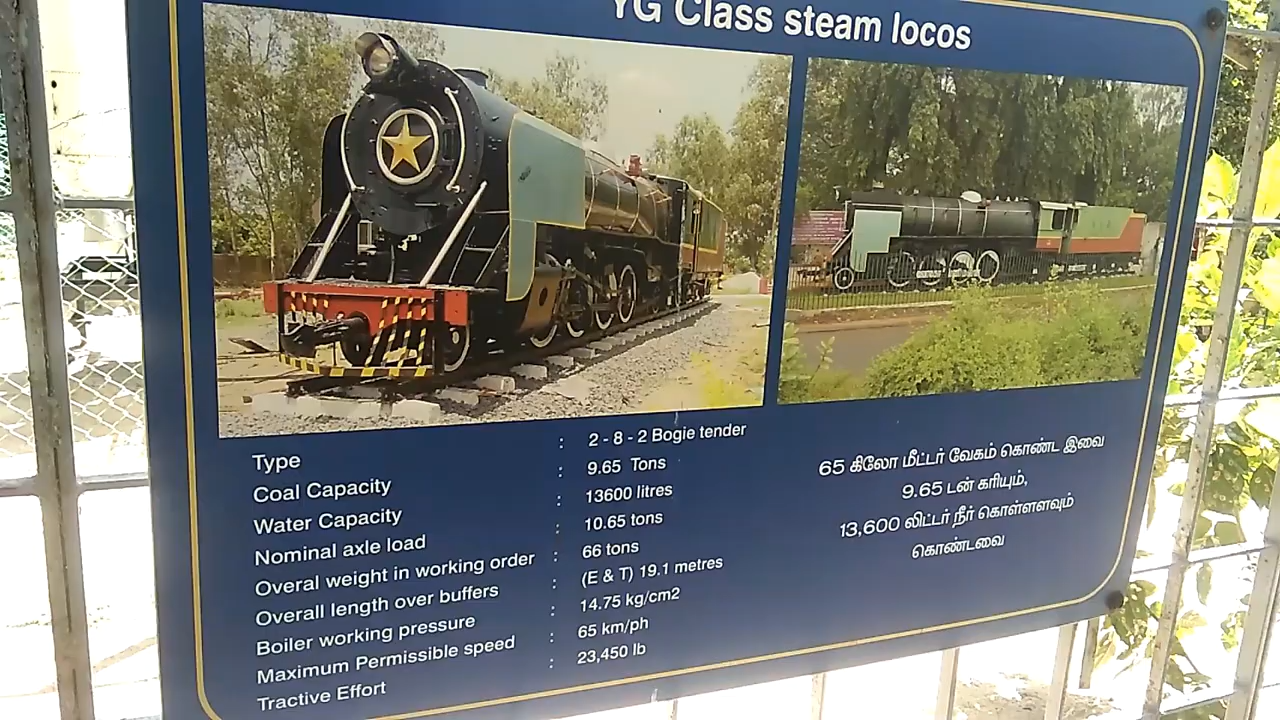 YG Class steam locos
Type : 2 - 8 - 2 Bogie tender
Coal Capacity : 9.65 Tons
Water Capacity : 13600 litres
Nominal axle load : 10.65 tons
Overal weight in working order : 66 tons
Overall length over buffers : (E & T) 19.1 metres
Boiler working pressure : 14.75 kg/cm2
Maximum Permissible speed : 65 km/ph
Tractive Effort : 23,450 lb
65 கிலோ மீட்டர் வேகம் கொண்ட இவை
9.65 டன் கரியும்,
13,600 லிட்டர் நீர் கொள்ளளவும்
கொண்டவை